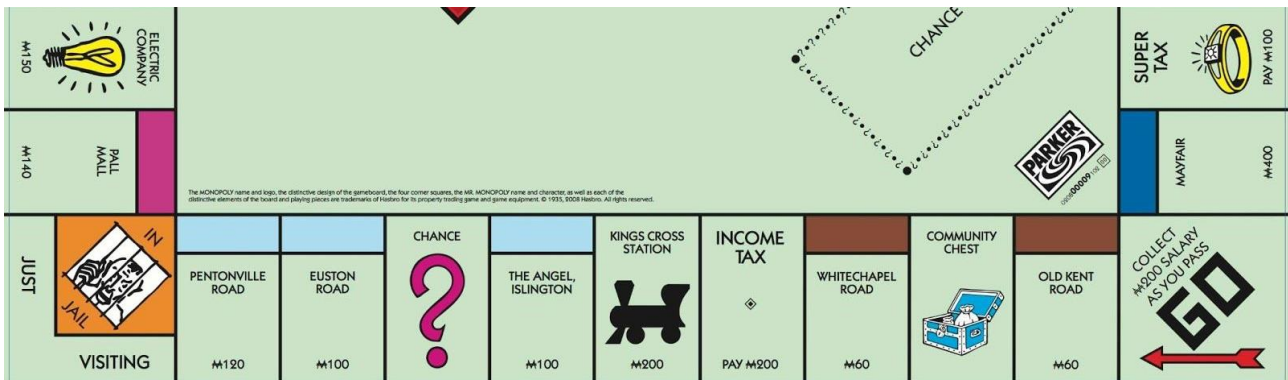 ELECTRIC
COMPANY
M150
CHANCE
SUPER
TAX
PAY M100
PALL
MALL
M140
PARKER
MAYFAIR
M400
The MONOPOLY name and logo, the distinctive design of the gameboard, the four corner squares, the MR. MONOPOLY name and character, as well as each of the
distinctive elements of the board and playing pieces are trademarks of Hasbro for its property trading game and game equipment. © 1935, 2008 Hasbro. All rights reserved.
JUST
VISITING
IN
JAIL
PENTONVILLE
ROAD
M120
EUSTON
ROAD
M100
CHANCE
?
THE ANGEL,
ISLINGTON
M100
KINGS CROSS
STATION
M200
INCOME
TAX
PAY M200
WHITECHAPEL
ROAD
M60
COMMUNITY
CHEST
OLD KENT
ROAD
M60
COLLECT
M200 SALARY
AS YOU PASS
GO